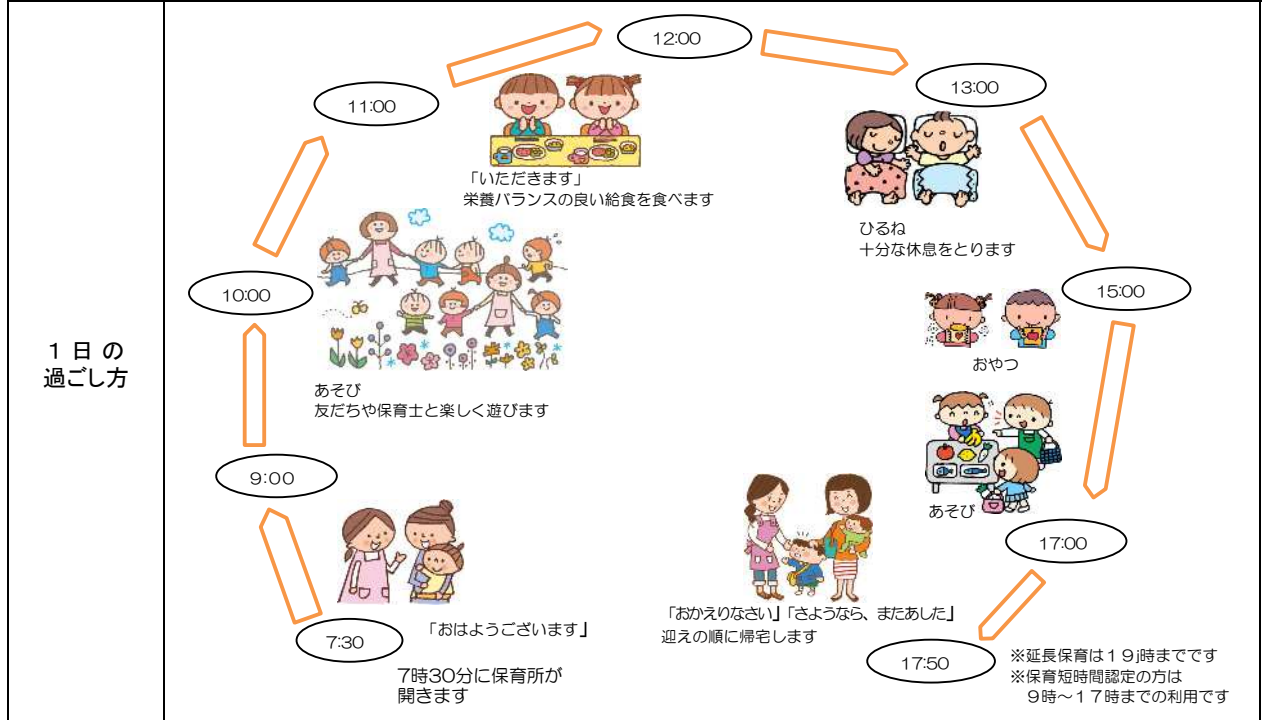 1日の
過ごし方
7:30
「おはようございます」
7時30分に保育所が
開きます
9:00
10:00
あそび
友だちや保育士と楽しく遊びます
11:00
「いただきます」
栄養バランスの良い給食を食べます
12:00
13:00
ひるね
十分な休息をとります
15:00
おやつ
あそび
17:00
「おかえりなさい」「さようなら、またあした」
迎えの順に帰宅します
17:50
※延長保育は19j時までです
※保育短時間認定の方は
9時～17時までの利用です